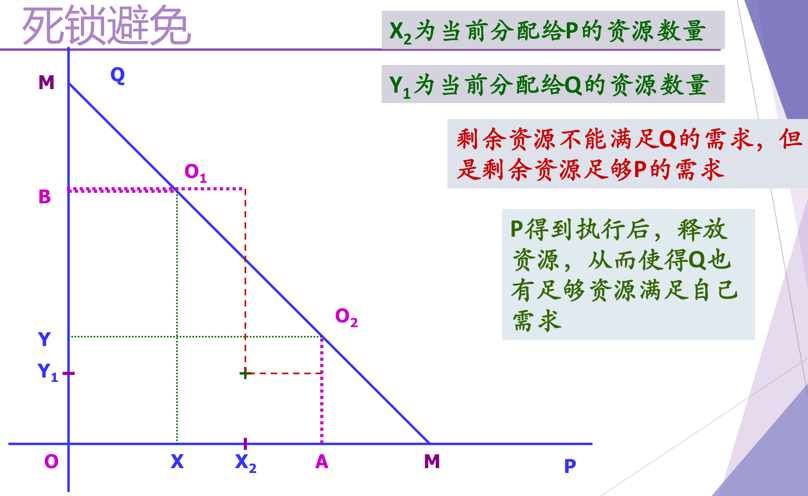 死锁避免
X₂为当前分配给P的资源数量
Q
M
Y₁为当前分配给Q的资源数量
剩余资源不能满足Q的需求，但
是剩余资源足够P的需求
O₁
B
P得到执行后，释放
资源，从而使得Q也
有足够资源满足自己
需求
O₂
Y
Y₁
O
X
X₂
A
M
P